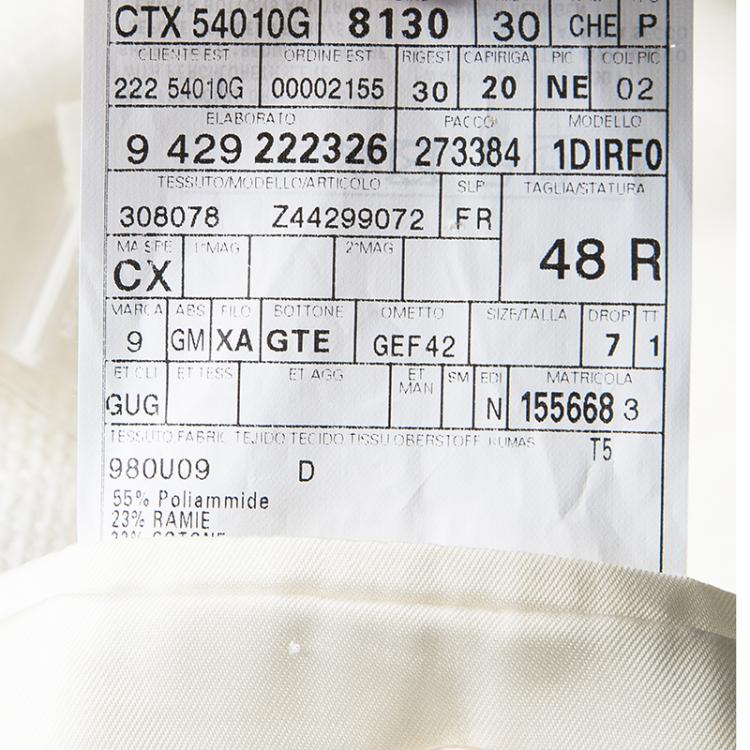 CTX 54010G 8130 30 CHE P
CLIENTE EST ORDINE EST RIGEST CAPIRIGA PIC COL PIC
222 54010G 00002155 30 20 NE 02
ELABORATO PACCO MODELLO
9 429 222326 273384 1DIRF0
TESSUTO/MODELLO/ARTICOLO SLP TAGLIA/STATURA
308078 Z44299072 FR 48 R
MA SPE 1°MAG 2°MAG
CX
MARCA ABS FILO BOTTONE OMETTO SIZE/TALLA DROP TT
9 GM XA GTE GEF42 7 1
ET CLI ET TESS ET AGG ET MAN SM EDI MATRICOLA
GUG N 155668 3
TESSUTO FABRIC TEJIDO TECIDO TISSU OBERSTOFF KUMAS T5
980U09 D
55% Poliammide
23% RAMIE